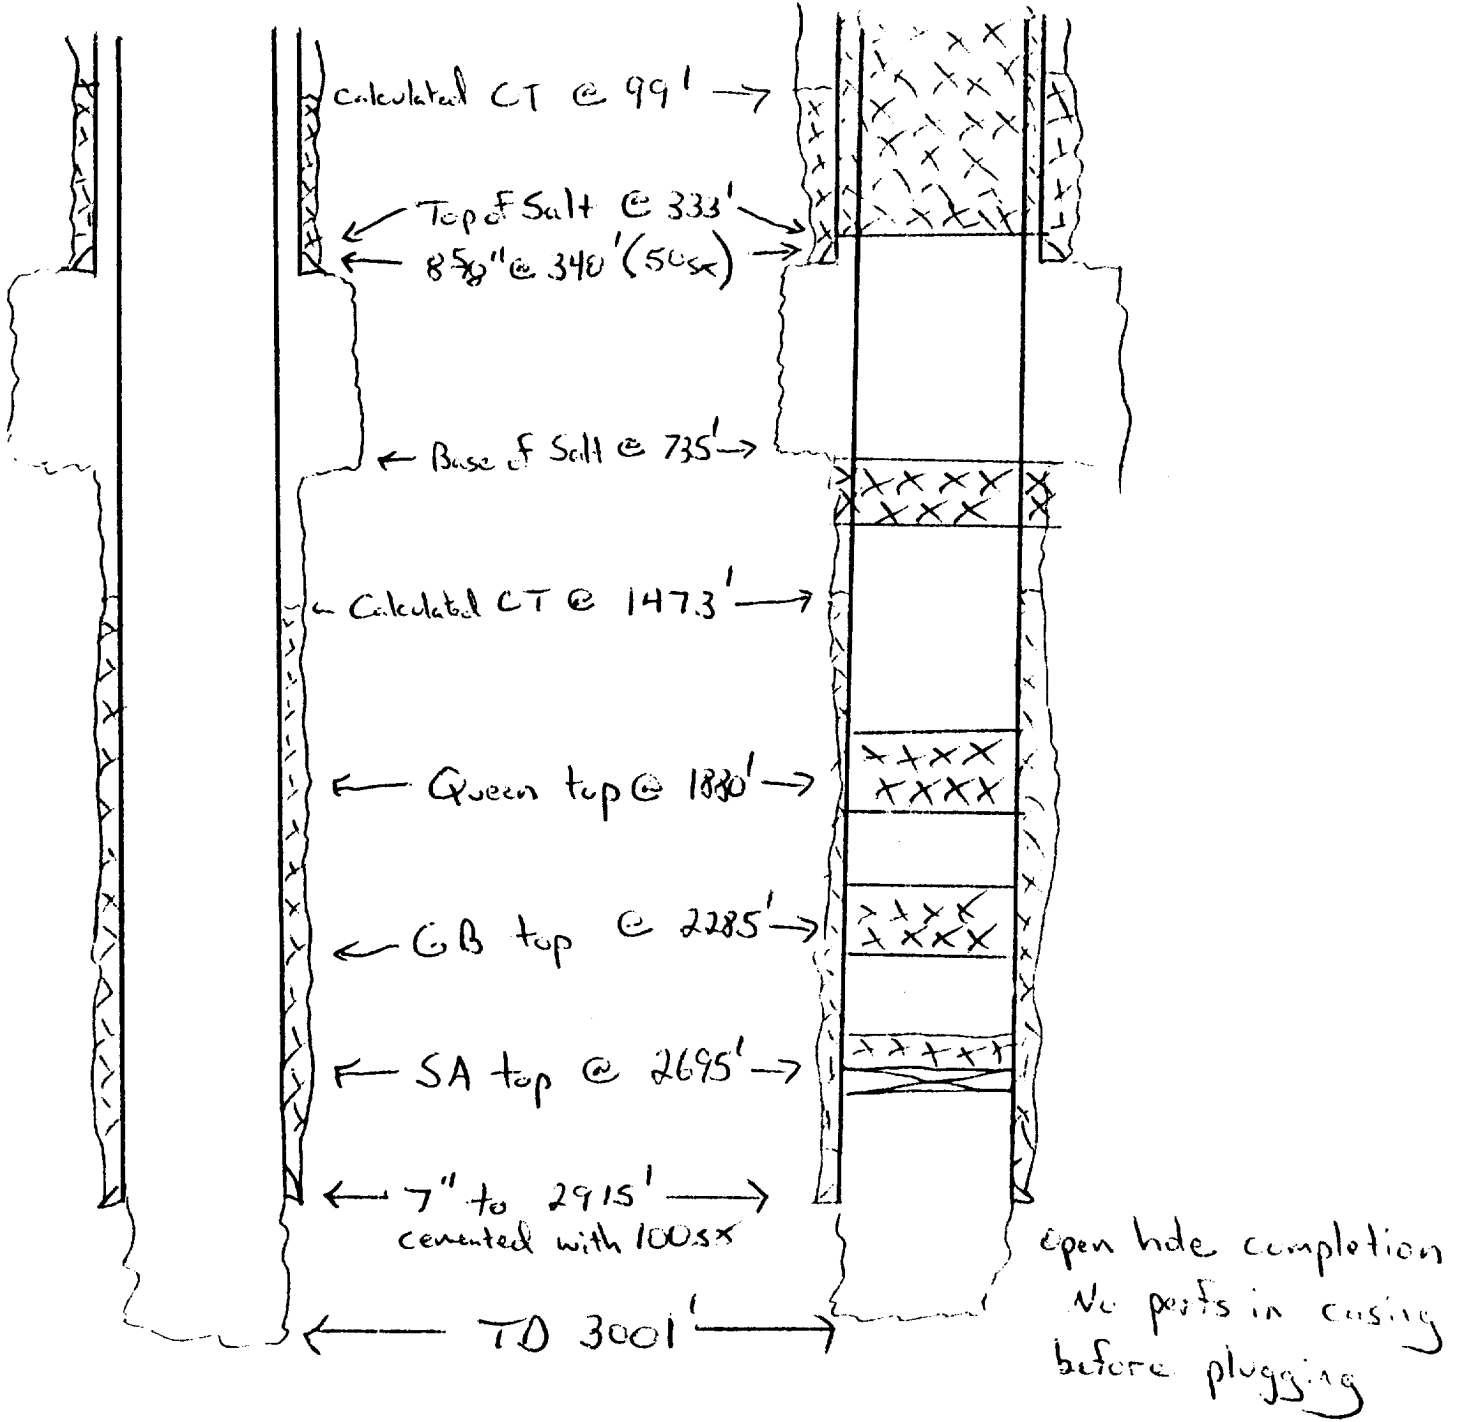 Calculated CT @ 99'
Top of Salt @ 333'
8 5/8" @ 340' (50sx)
Base of Salt @ 735'
Calculated CT @ 1473'
Queen top @ 1880'
GB top @ 2285'
SA top @ 2695'
7" to 2915'
cemented with 100sx
TD 3001'
open hole completion
No perfs in casing
before plugging